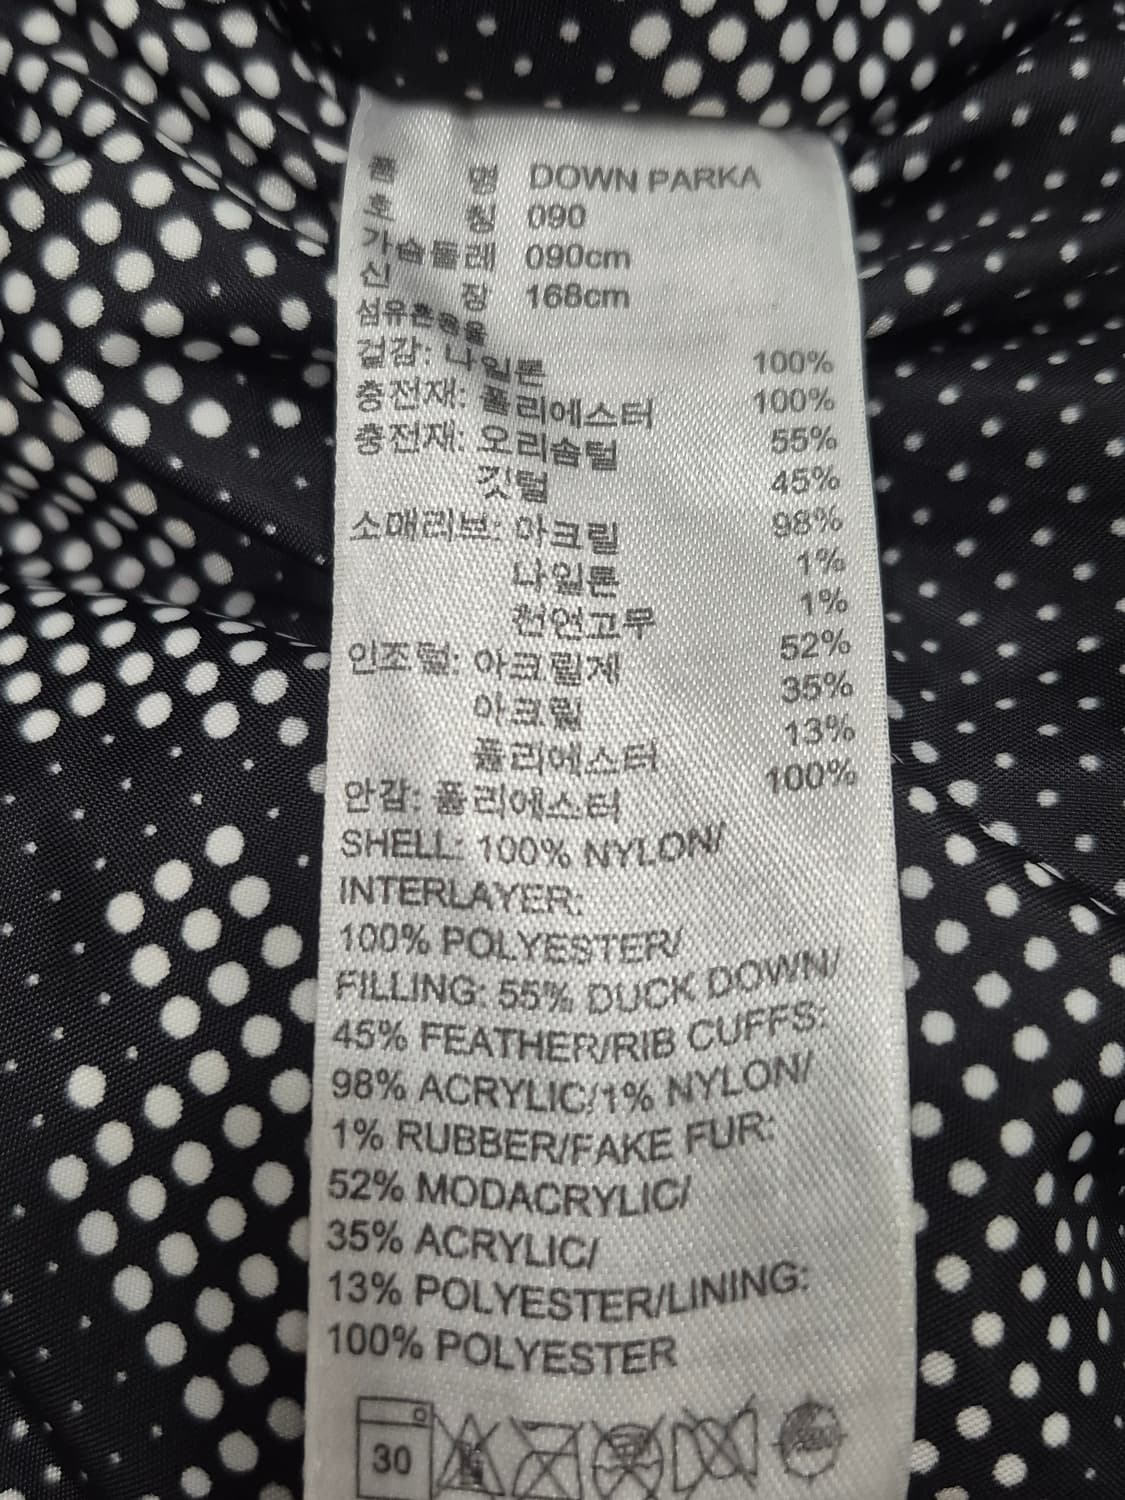 품 명 DOWN PARKA
호 칭 090
가슴둘레 090cm
신 장 168cm
섬유혼용율
겉감: 나일론 100%
충전재: 폴리에스터 100%
충전재: 오리솜털 55%
깃털 45%
소매리브: 아크릴 98%
나일론 1%
천연고무 1%
인조털: 아크릴계 52%
아크릴 35%
폴리에스터 13%
안감: 폴리에스터 100%
SHELL: 100% NYLON/
INTERLAYER:
100% POLYESTER/
FILLING: 55% DUCK DOWN/
45% FEATHER/RIB CUFFS:
98% ACRYLIC/1% NYLON/
1% RUBBER/FAKE FUR:
52% MODACRYLIC/
35% ACRYLIC/
13% POLYESTER/LINING:
100% POLYESTER
30